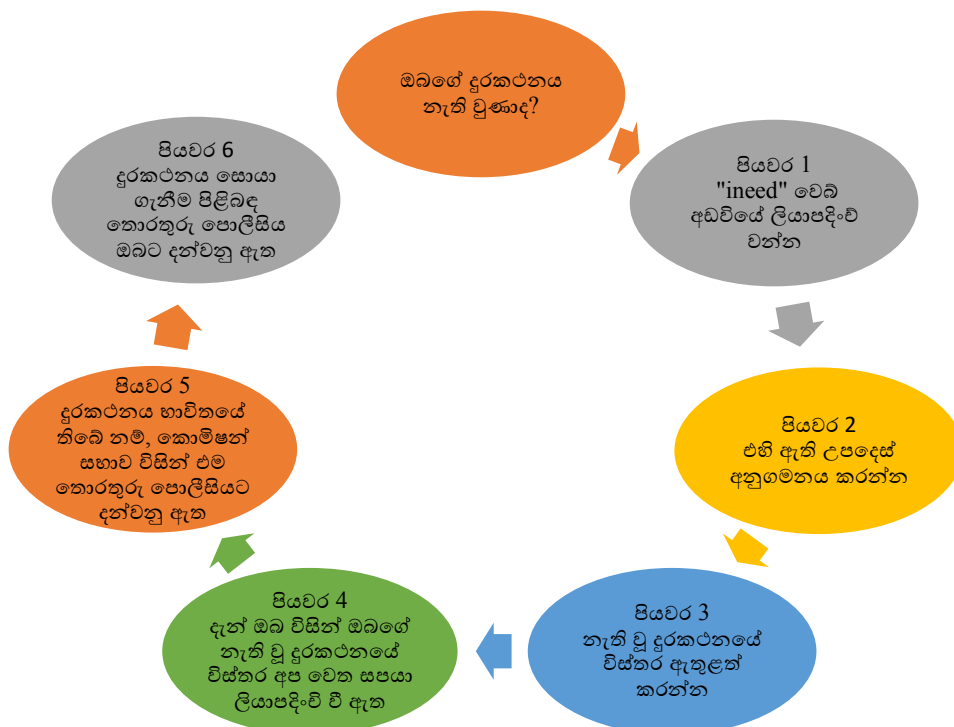 ඔබගේ දුරකථනය
නැති වුණාද?
පියවර 1
"ineed" වෙබ්
අඩවියේ ලියාපදිංච්
වන්න
පියවර 2
එහි ඇති උපදෙස්
අනුගමනය කරන්න
පියවර 3
නැති වූ දුරකථනයේ
විස්තර ඇතුළත්
කරන්න
පියවර 4
දැන් ඔබ විසින් ඔබගේ
නැති වූ දුරකථනයේ
විස්තර අප වෙත සපයා
ලියාපදිංචි වී ඇත
පියවර 5
දුරකථනය භාවිතයේ
තිබේ නම්, කොමිෂන්
සභාව විසින් එම
තොරතුරු පොලීසියට
දන්වනු ඇත
පියවර 6
දුරකථනය සොයා
ගැනීම පිළිබඳ
තොරතුරු පොලීසිය
ඔබට දන්වනු ඇත